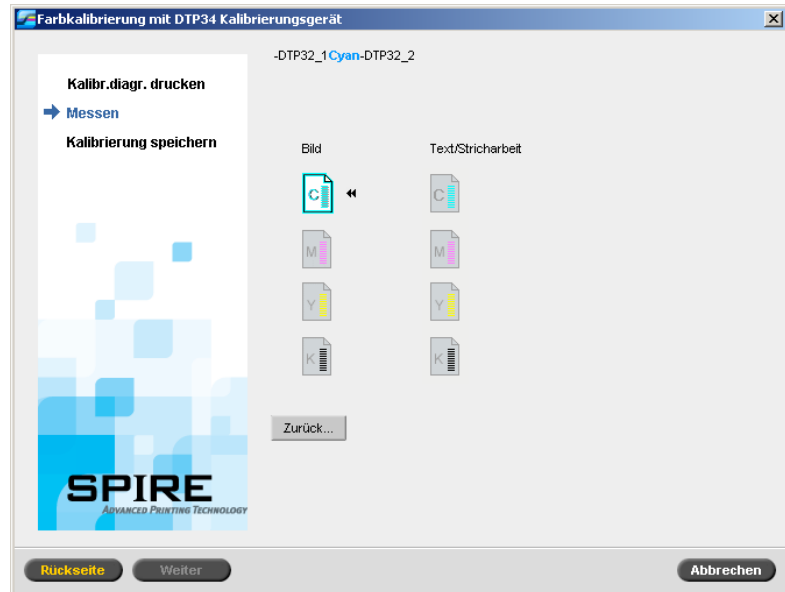 Farbkalibrierung mit DTP34 Kalibrierungsgerät
-DTP32_1Cyan-DTP32_2
Kalibr.diagr. drucken
Messen
Kalibrierung speichern
Bild Text/Stricharbeit
C C
M M
Y Y
K K
Zurück...
SPIRE
ADVANCED PRINTING TECHNOLOGY
Rückseite Weiter Abbrechen